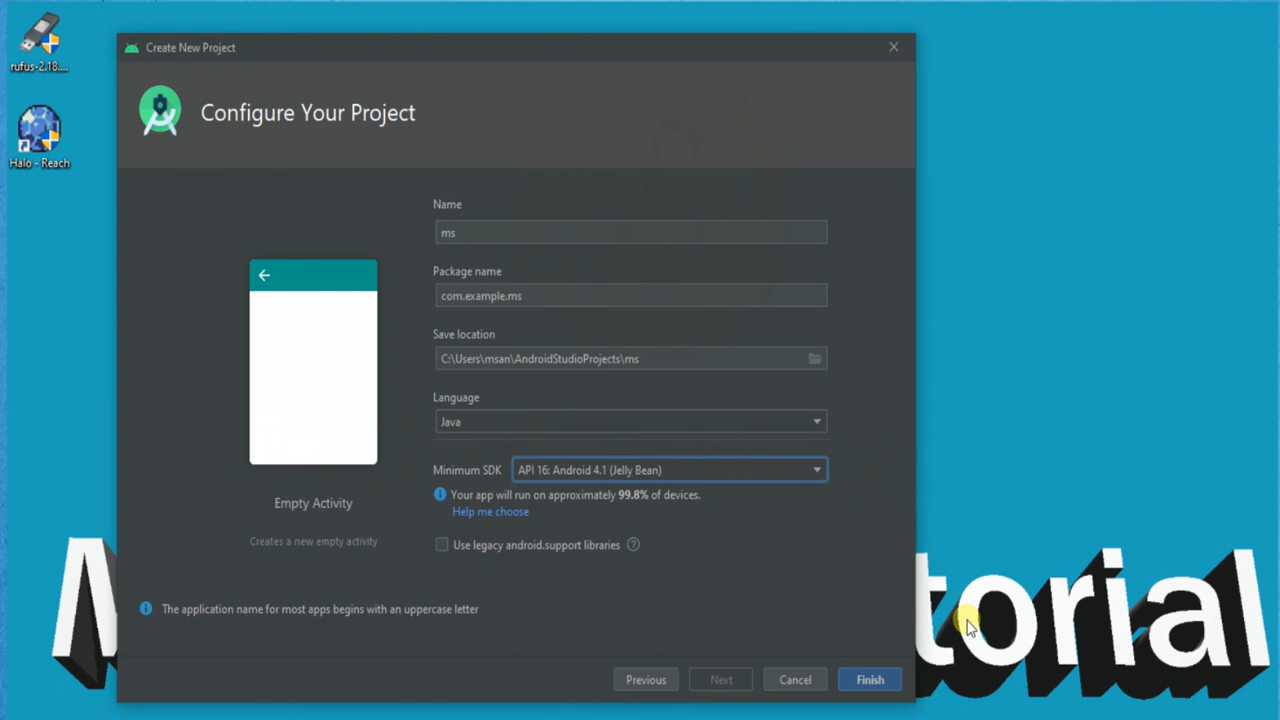 rufus-2.18....
Halo - Reach
Create New Project
Configure Your Project
Name
ms
Package name
com.example.ms
Save location
C:\Users\msan\AndroidStudioProjects\ms
Language
Java
Minimum SDK API 16: Android 4.1 (Jelly Bean)
Your app will run on approximately 99.8% of devices.
Help me choose
Use legacy android.support libraries ?
Empty Activity
Creates a new empty activity
The application name for most apps begins with an uppercase letter
Previous Next Cancel Finish
torial